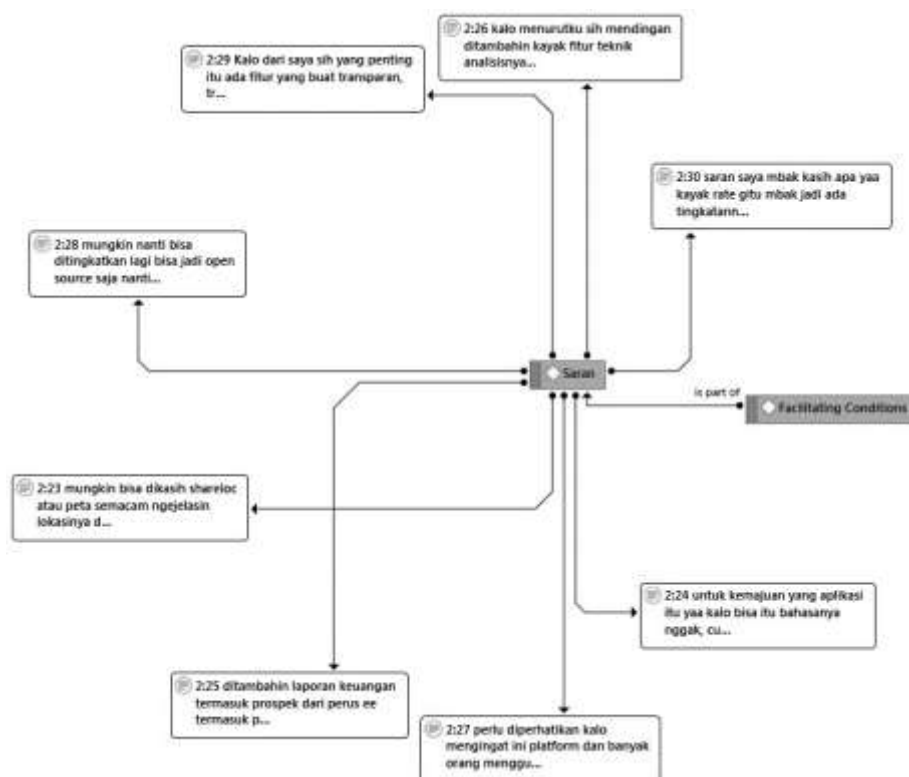 2:26 kalo menurutku sih mendingan
ditambahin kayak fitur teknik
analisisnya...
2:29 Kalo dari saya sih yang penting
itu ada fitur yang buat transparan,
tr...
2:30 saran saya mbak kasih apa yaa
kayak rate gitu mbak jadi ada
tingkalann...
2:28 mungkin nanti bisa
ditingkatkan lagi bisa jadi open
source saja nanti...
Saran
is part of
Facilitating Conditions
2:23 mungkin bisa dikasih shareloc
atau peta semacam ngejelasin
lokasinya d...
2:24 untuk kemajuan yang aplikasi
itu yaa kalo bisa itu bahasanya
nggak, cu...
2:25 ditambahin laporan keuangan
termasuk prospek dari perus ee
termasuk p...
2:27 perlu diperhatikan kalo
mengingat ini platform dan banyak
orang menggu...